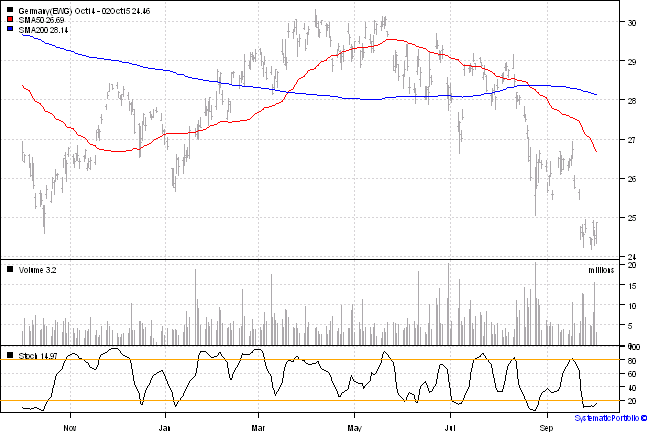 Germany(EWG) Oct14 - 02Oct15 24.46
SMA50 26.69
SMA200 28.14
30
29
28
27
26
25
24
Volume 3.2
millions
20
15
10
5
0
Stoch 14.97
80
60
40
20
Nov Jan Mar May Jul Sep
SystematicPortfolio ©